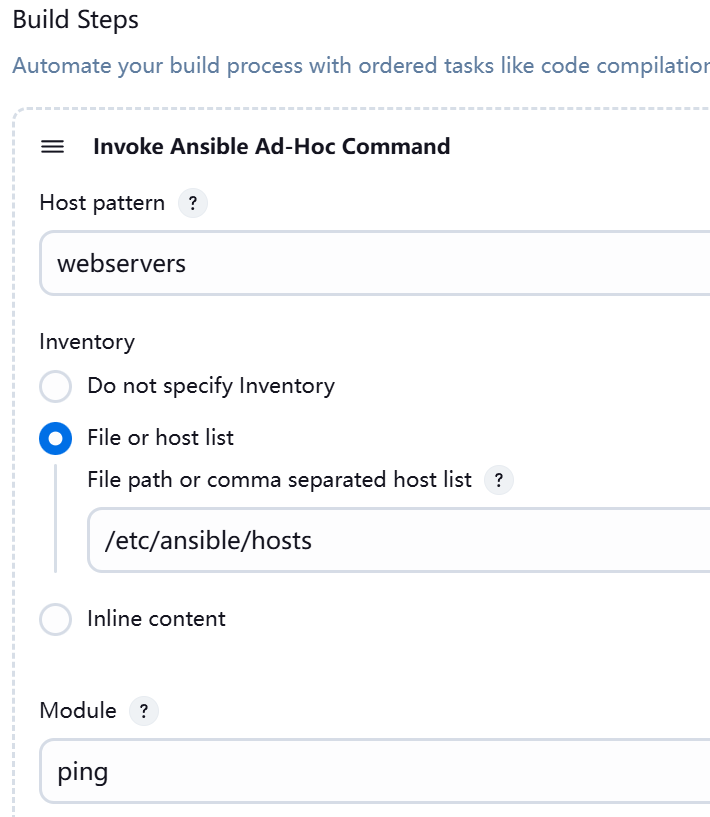 Build Steps
Automate your build process with ordered tasks like code compilation
Invoke Ansible Ad-Hoc Command
Host pattern ?
webservers
Inventory
Do not specify Inventory
File or host list
File path or comma separated host list ?
/etc/ansible/hosts
Inline content
Module ?
ping